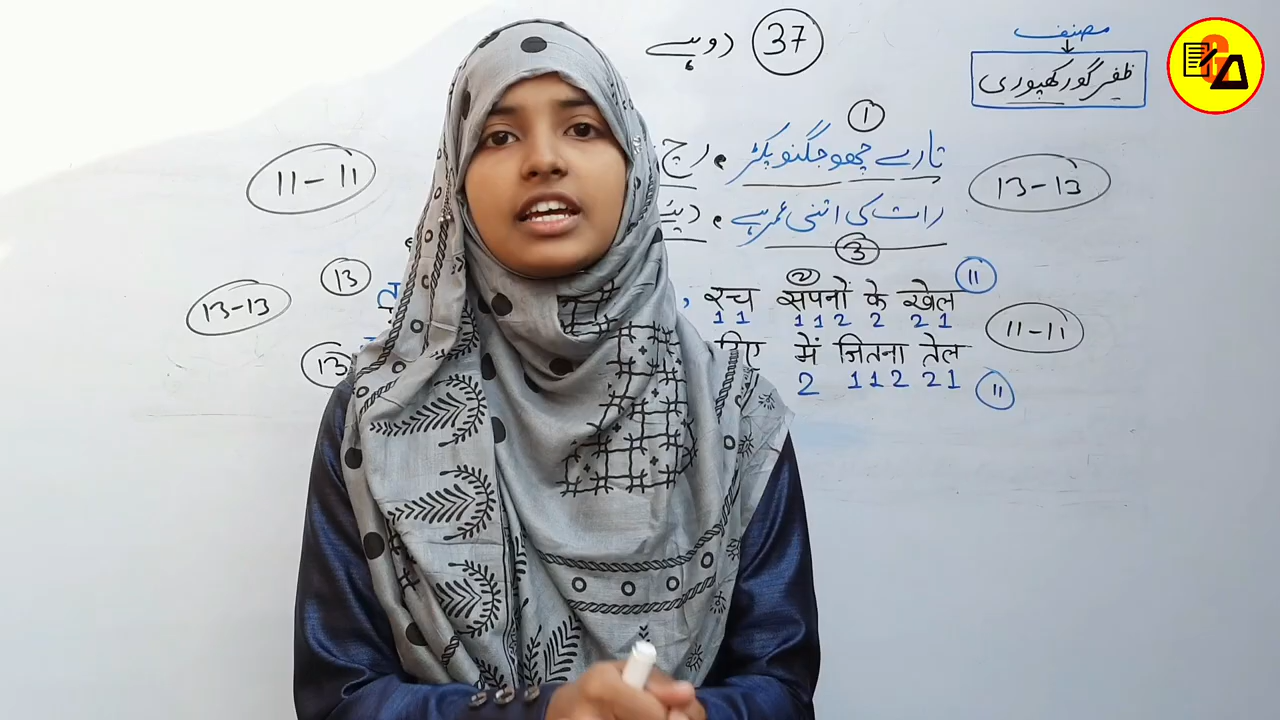 دوہے 37
مصنف
ظفر گورکھپوری
1
تارے چھو جگنو پکڑ، رچ
11-11
13-13
رات کی اتنی عمر ہے،
3
13
2
11
, रच सपनों के खेल
1 1 1 1 2 2 2 1
13-13
11-11
13
में जितना तेल
2 1 1 2 2 1
11